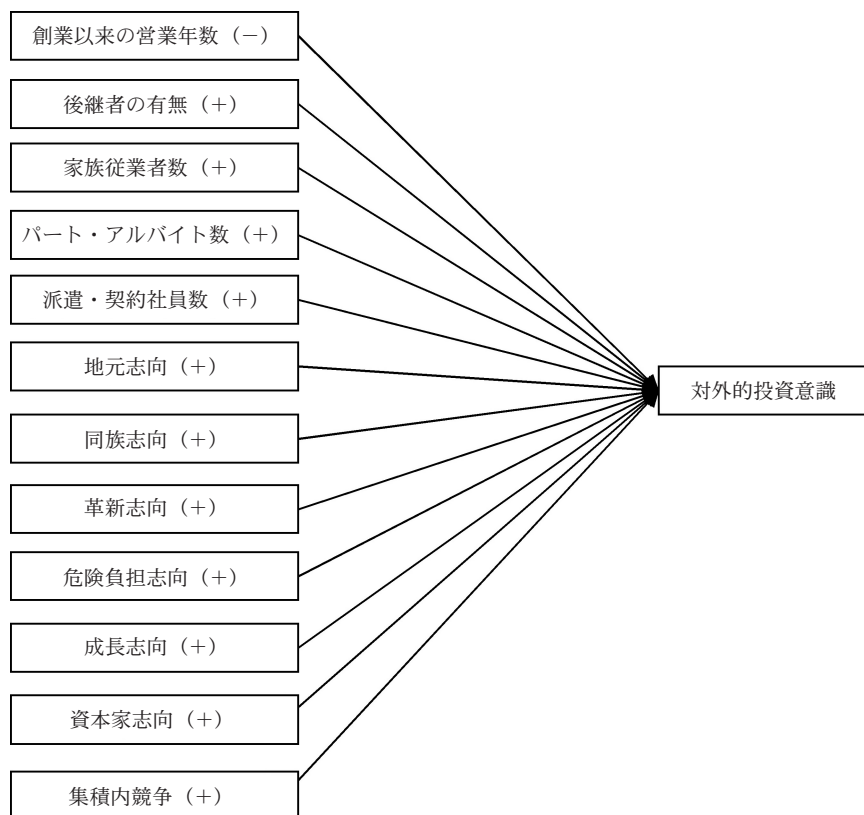 創業以来の営業年数（－）
後継者の有無（＋）
家族従業者数（＋）
パート・アルバイト数（＋）
派遣・契約社員数（＋）
地元志向（＋）
同族志向（＋）
革新志向（＋）
危険負担志向（＋）
成長志向（＋）
資本家志向（＋）
集積内競争（＋）
対外的投資意識